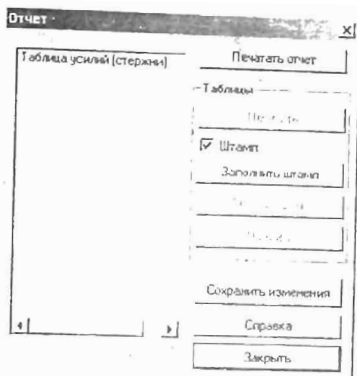 Отчет
Таблица усилий (стержни)
Печатать отчет
Таблицы
Штамп
Заполнить штамп
Сохранить изменения
Справка
Закрыть